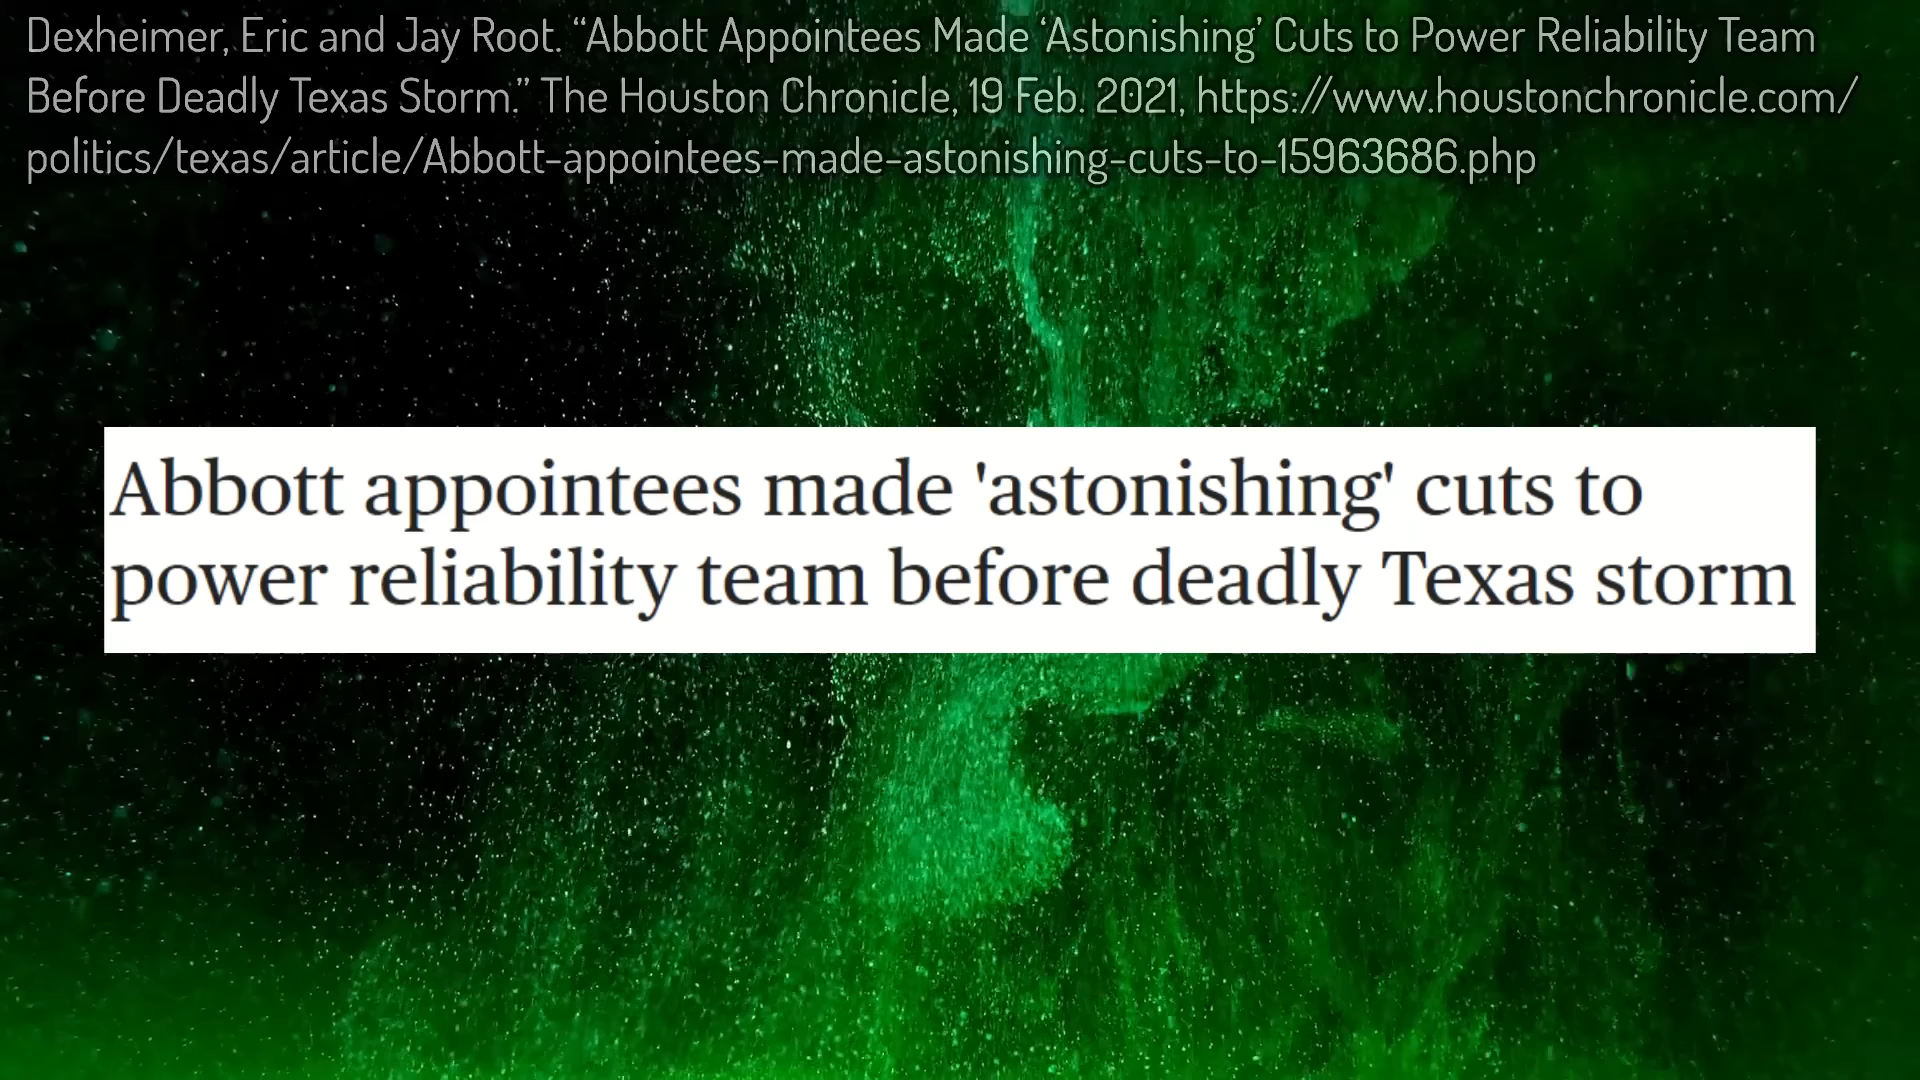 Dexheimer, Eric and Jay Root. “Abbott Appointees Made ‘Astonishing’ Cuts to Power Reliability Team
Before Deadly Texas Storm.” The Houston Chronicle, 19 Feb. 2021, https://www.houstonchronicle.com/
politics/texas/article/Abbott-appointees-made-astonishing-cuts-to-15963686.php
Abbott appointees made 'astonishing' cuts to
power reliability team before deadly Texas storm